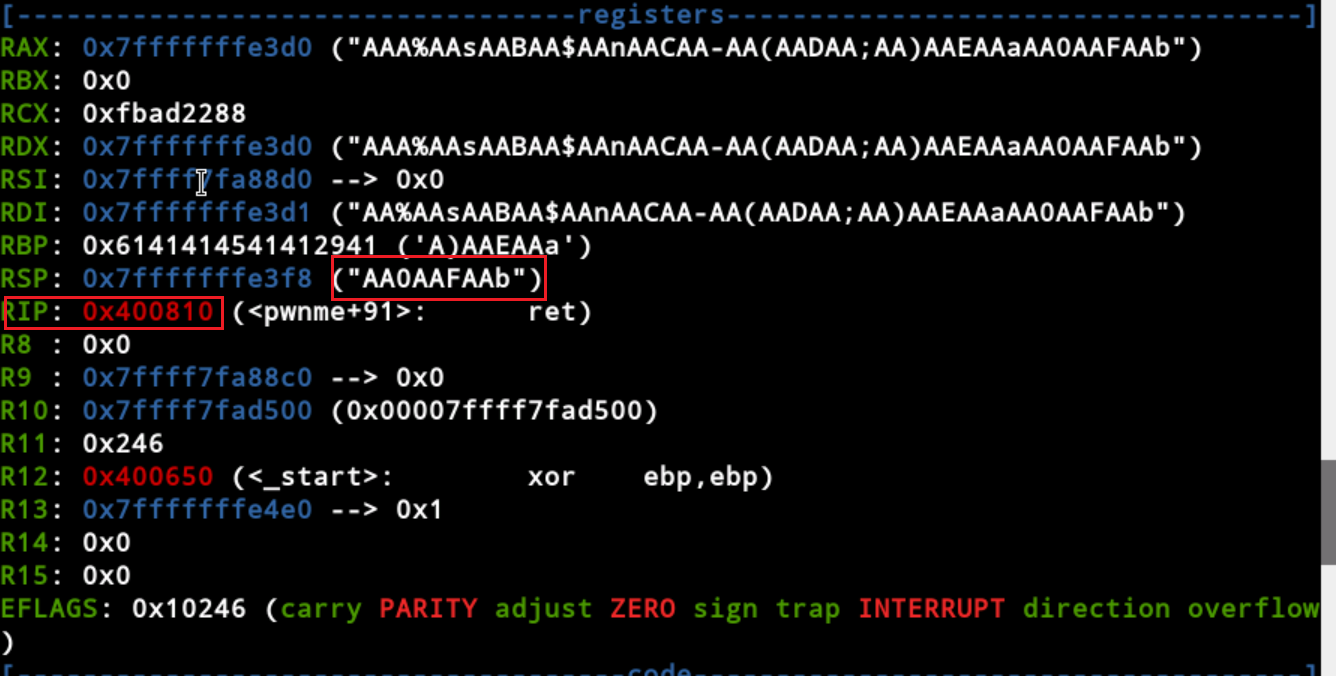 [----------------------------------registers-----------------------------------]
RAX: 0x7fffffffe3d0 ("AAA%AAsAABAA$AAnAACAA-AA(AADAA;AA)AAEAAaAA0AAFAAb")
RBX: 0x0
RCX: 0xfbad2288
RDX: 0x7fffffffe3d0 ("AAA%AAsAABAA$AAnAACAA-AA(AADAA;AA)AAEAAaAA0AAFAAb")
RSI: 0x7ffff7fa88d0 --> 0x0
RDI: 0x7fffffffe3d1 ("AA%AAsAABAA$AAnAACAA-AA(AADAA;AA)AAEAAaAA0AAFAAb")
RBP: 0x6141414541412941 ('A)AAEAAa')
RSP: 0x7fffffffe3f8 ("AA0AAFAAb")
RIP: 0x400810 (<pwnme+91>:      ret)
R8 : 0x0
R9 : 0x7ffff7fa88c0 --> 0x0
R10: 0x7ffff7fad500 (0x00007ffff7fad500)
R11: 0x246
R12: 0x400650 (<_start>:        xor    ebp,ebp)
R13: 0x7fffffffe4e0 --> 0x1
R14: 0x0
R15: 0x0
EFLAGS: 0x10246 (carry PARITY adjust ZERO sign trap INTERRUPT direction overflow
)
[-------------------------------------code-------------------------------------]